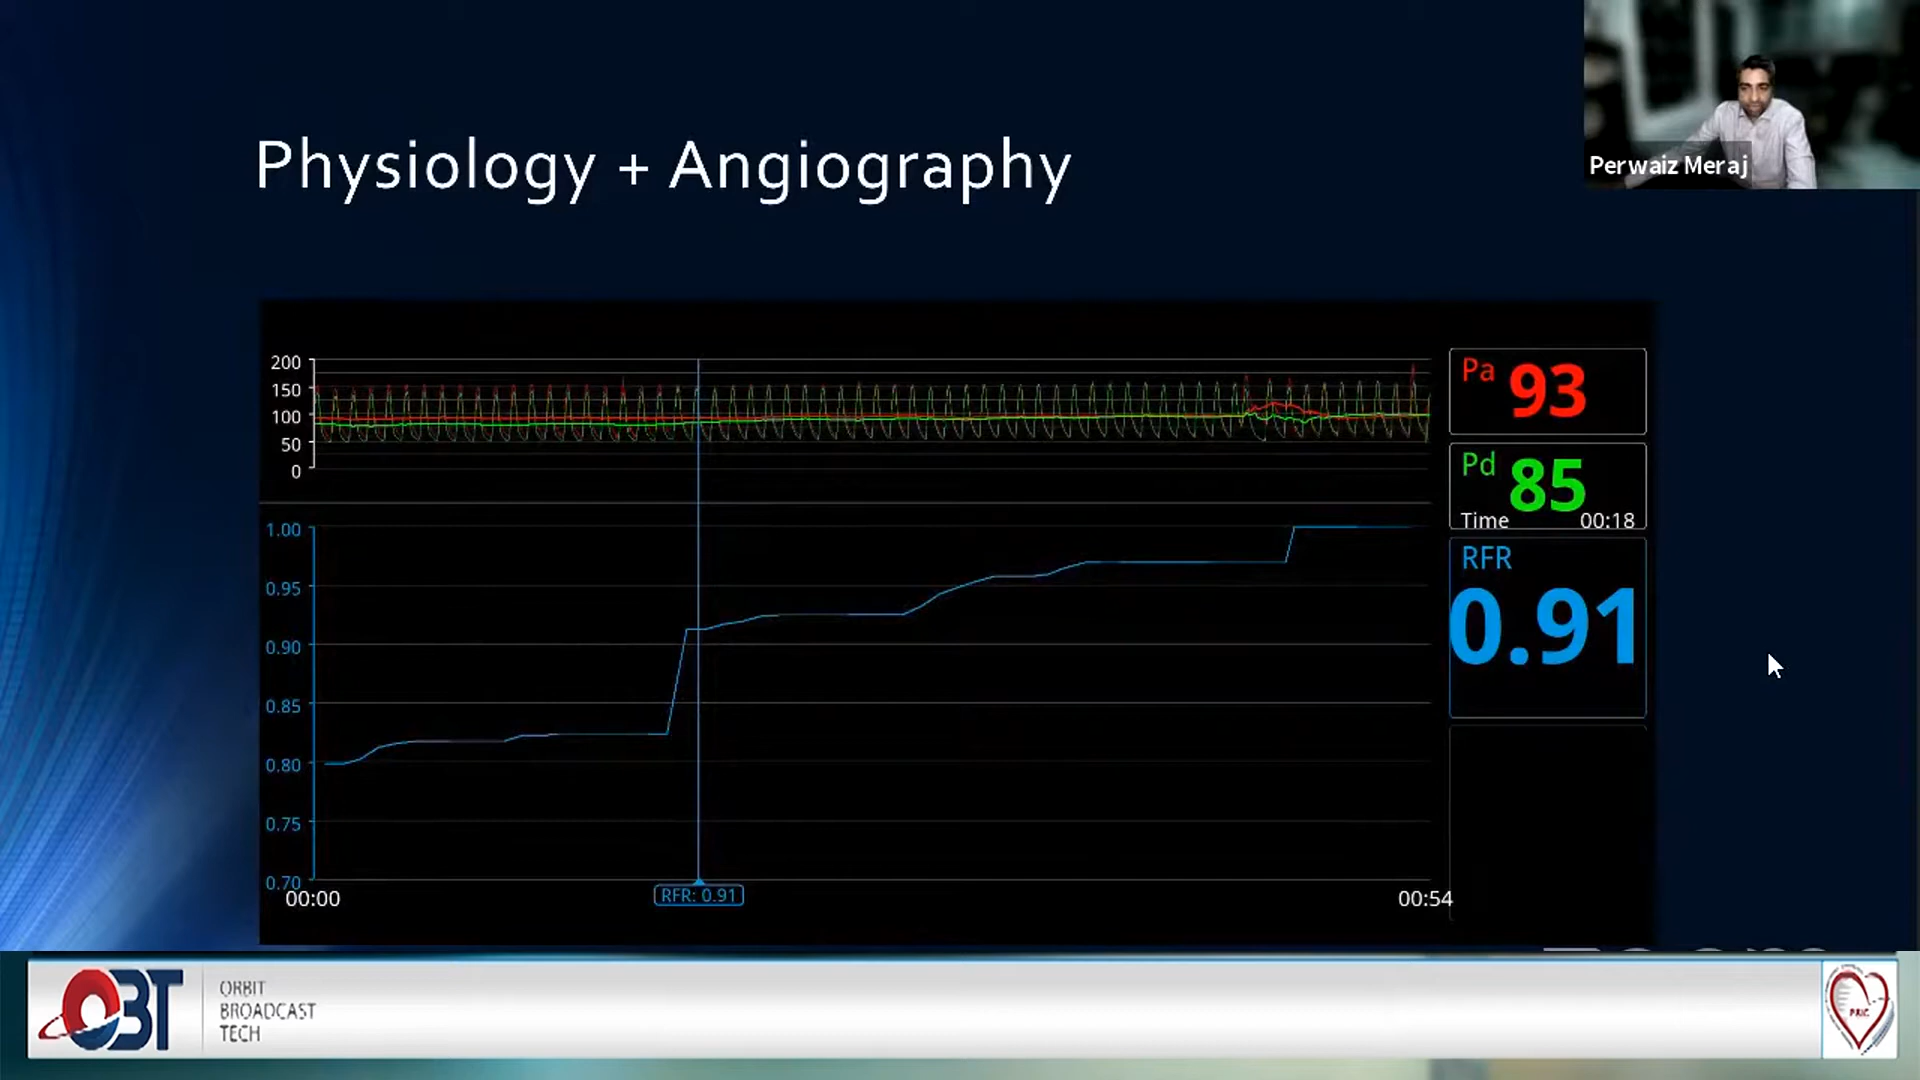 Perwaiz Meraj
Physiology + Angiography
200
150
100
50
0
Pa 93
Pd 85
Time 00:18
RFR
0.91
1.00
0.95
0.90
0.85
0.80
0.75
0.70
00:00
RFR: 0.91
00:54
OBT
ORBIT
BROADCAST
TECH